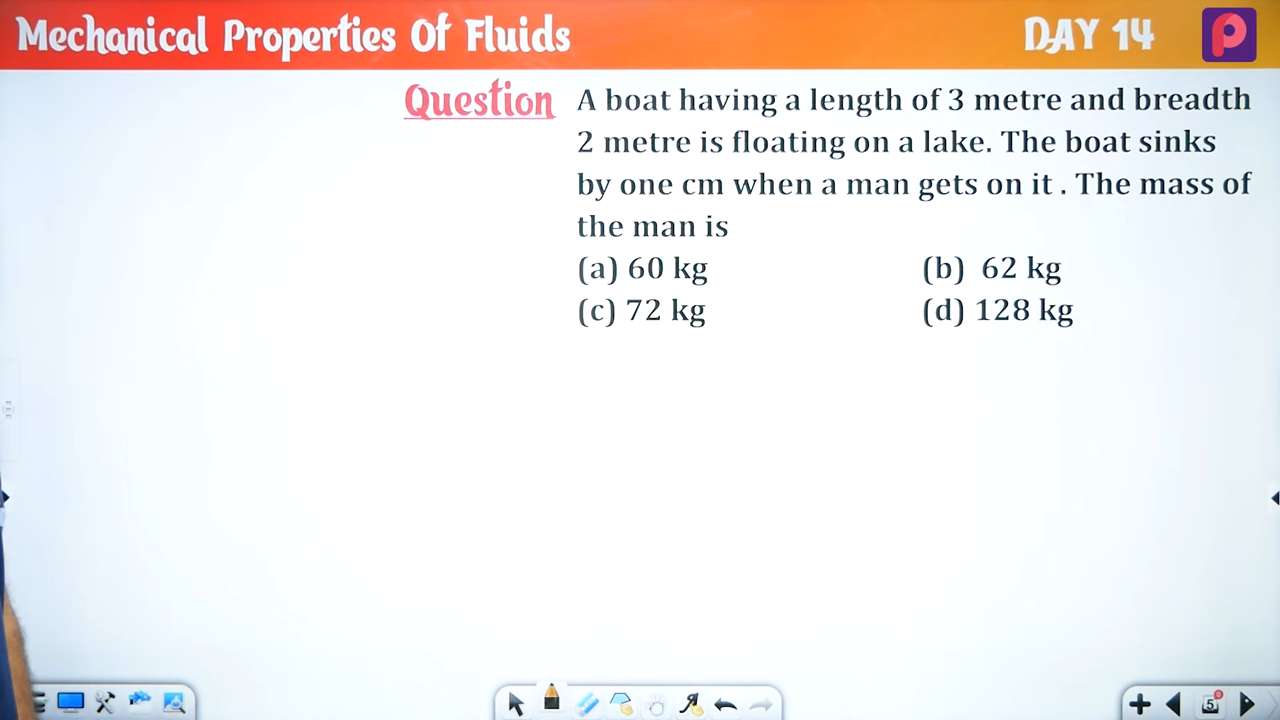 Mechanical Properties Of Fluids
DAY 14
Question
A boat having a length of 3 metre and breadth
2 metre is floating on a lake. The boat sinks
by one cm when a man gets on it . The mass of
the man is
(a) 60 kg
(b) 62 kg
(c) 72 kg
(d) 128 kg
5
0